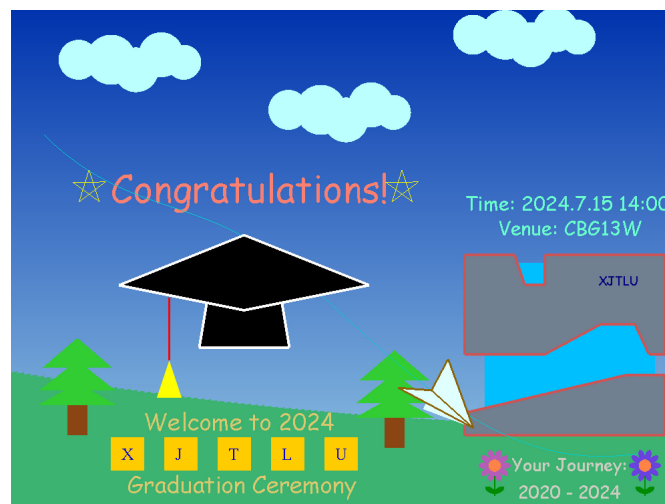 Congratulations!
Time: 2024.7.15 14:00
Venue: CBG13W
XJTLU
Welcome to 2024
X J T L U
Graduation Ceremony
Your Journey:
2020 - 2024